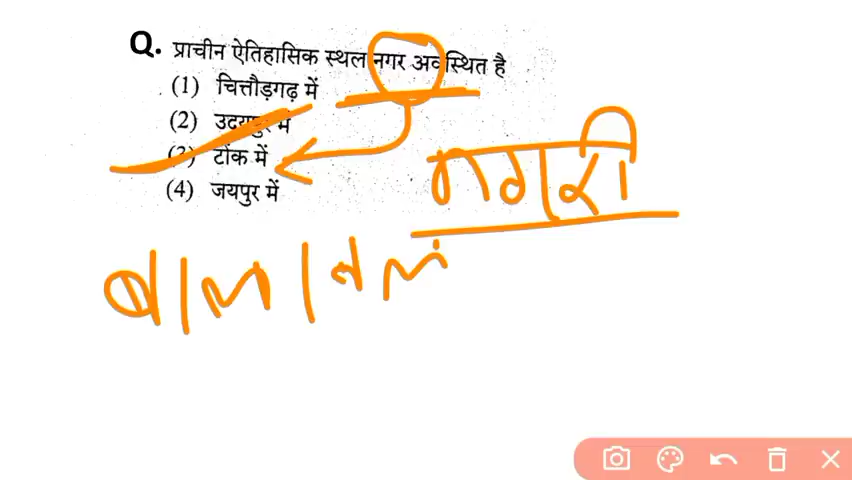 Q. प्राचीन ऐतिहासिक स्थल नगर अवस्थित है
(1) चित्तौड़गढ़ में
(2) उदयपुर में
(3) टोंक में
(4) जयपुर में
नगरी